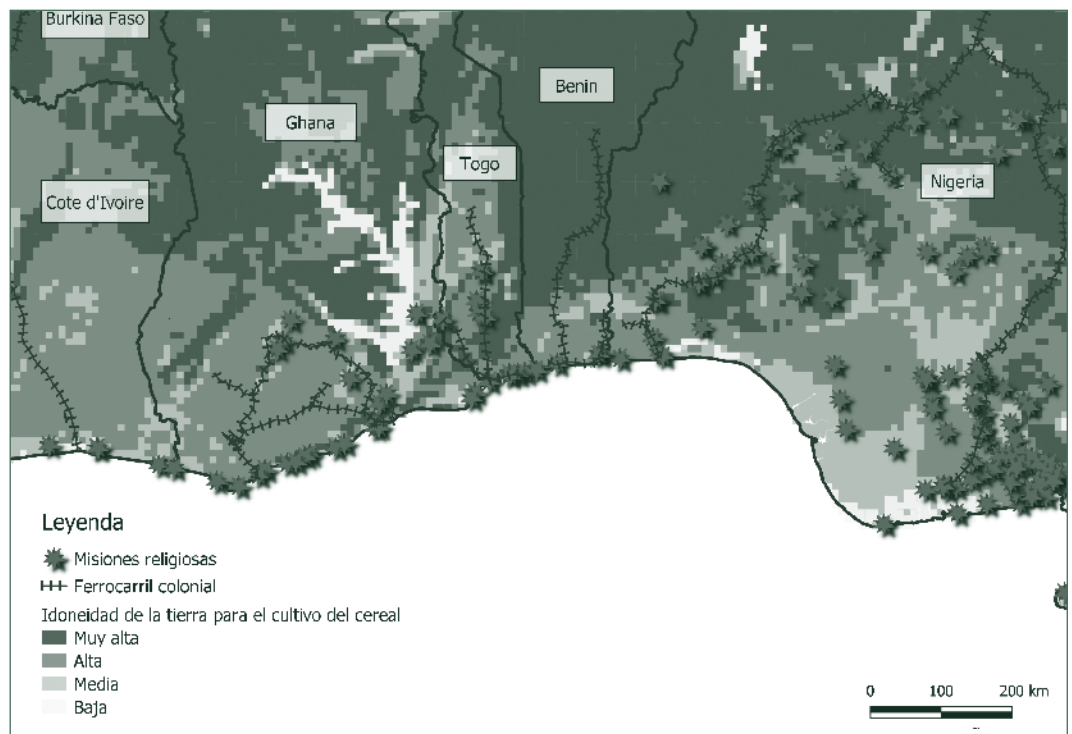 Burkina Faso
Benin
Ghana
Togo
Cote d'Ivoire
Nigeria
Leyenda
Misiones religiosas
Ferrocarril colonial
Idoneidad de la tierra para el cultivo del cereal
Muy alta
Alta
Media
Baja
0 100 200 km